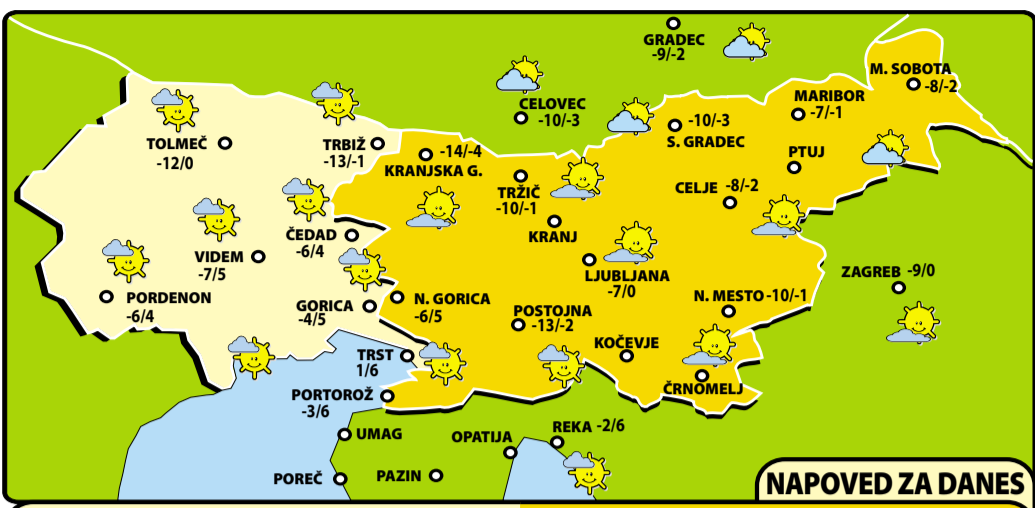 GRADEC
-9/-2
M. SOBOTA
-8/-2
CELOVEC
-10/-3
MARIBOR
-7/-1
-10/-3
S. GRADEC
TOLMEČ
-12/0
TRBIŽ
-13/-1
-14/-4
KRANJSKA G.
PTUJ
TRŽIČ
-10/-1
CELJE -8/-2
KRANJ
ČEDAD
-6/4
VIDEM
-7/5
LJUBLJANA
-7/0
ZAGREB -9/0
PORDENON
-6/4
GORICA
-4/5
N. GORICA
-6/5
N. MESTO -10/-1
POSTOJNA
-13/-2
KOČEVJE
TRST
1/6
ČRNOMELJ
PORTOROŽ
-3/6
UMAG
OPATIJA
REKA -2/6
POREČ
PAZIN
NAPOVED ZA DANES